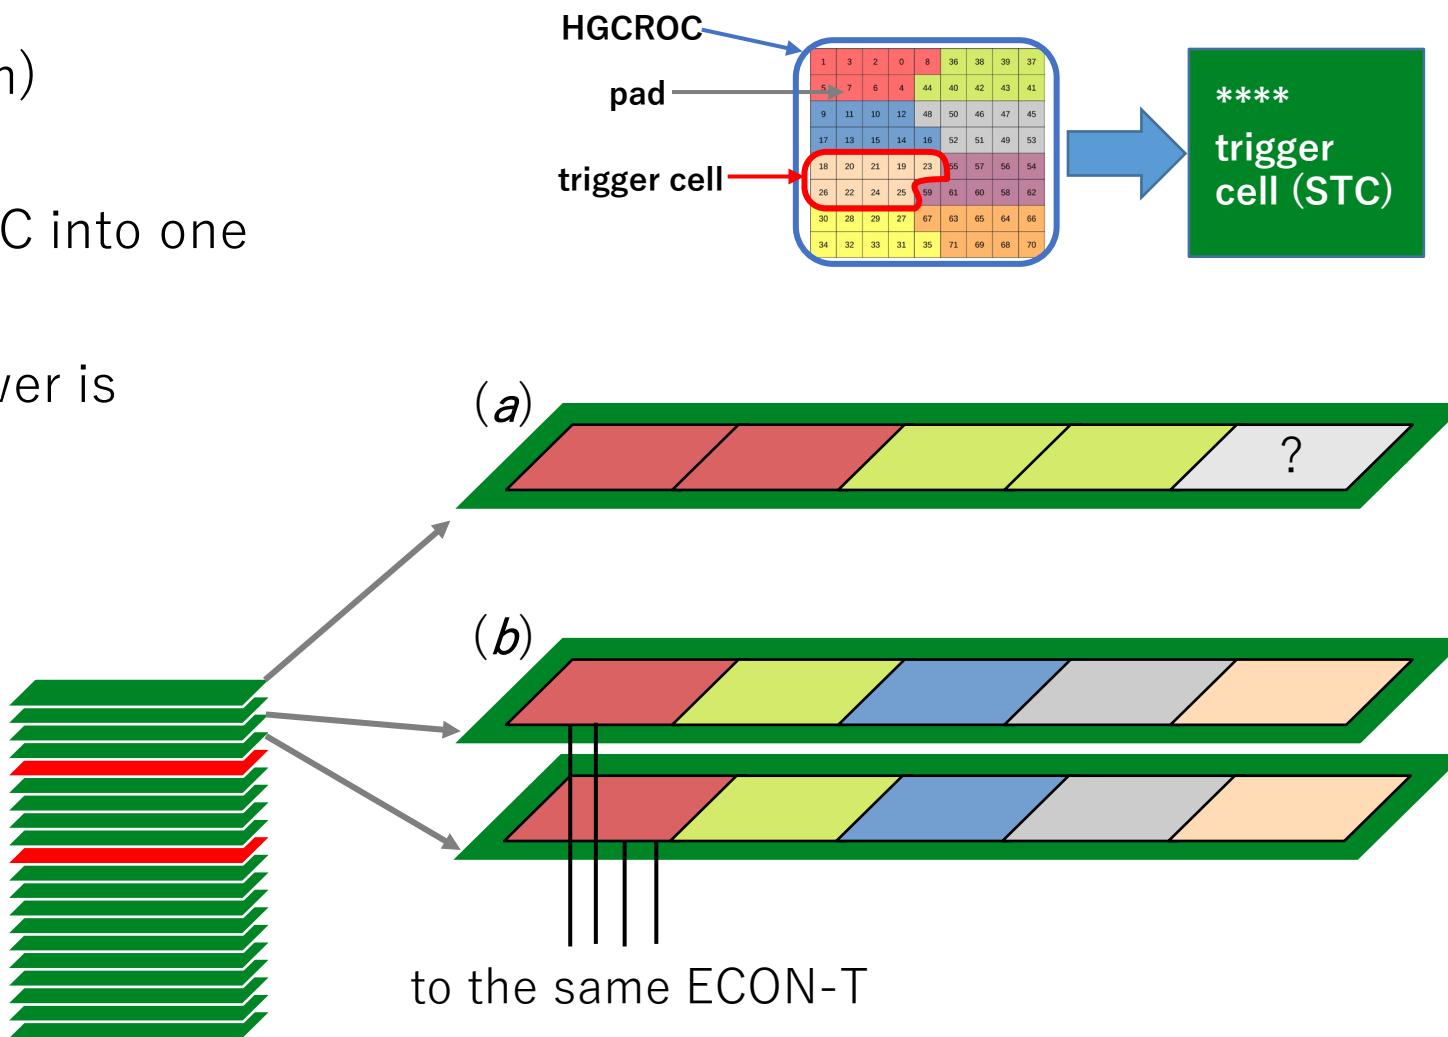 n)
C into one
ver is
HGCROC
pad
trigger cell
1 3 2 0 8 36 38 39 37
5 7 6 4 44 40 42 43 41
9 11 10 12 48 50 46 47 45
17 13 15 14 16 52 51 49 53
18 20 21 19 23 55 57 56 54
26 22 24 25 59 61 60 58 62
30 28 29 27 67 63 65 64 66
34 32 33 31 35 71 69 68 70
****
trigger
cell (STC)
(a)
?
(b)
to the same ECON-T